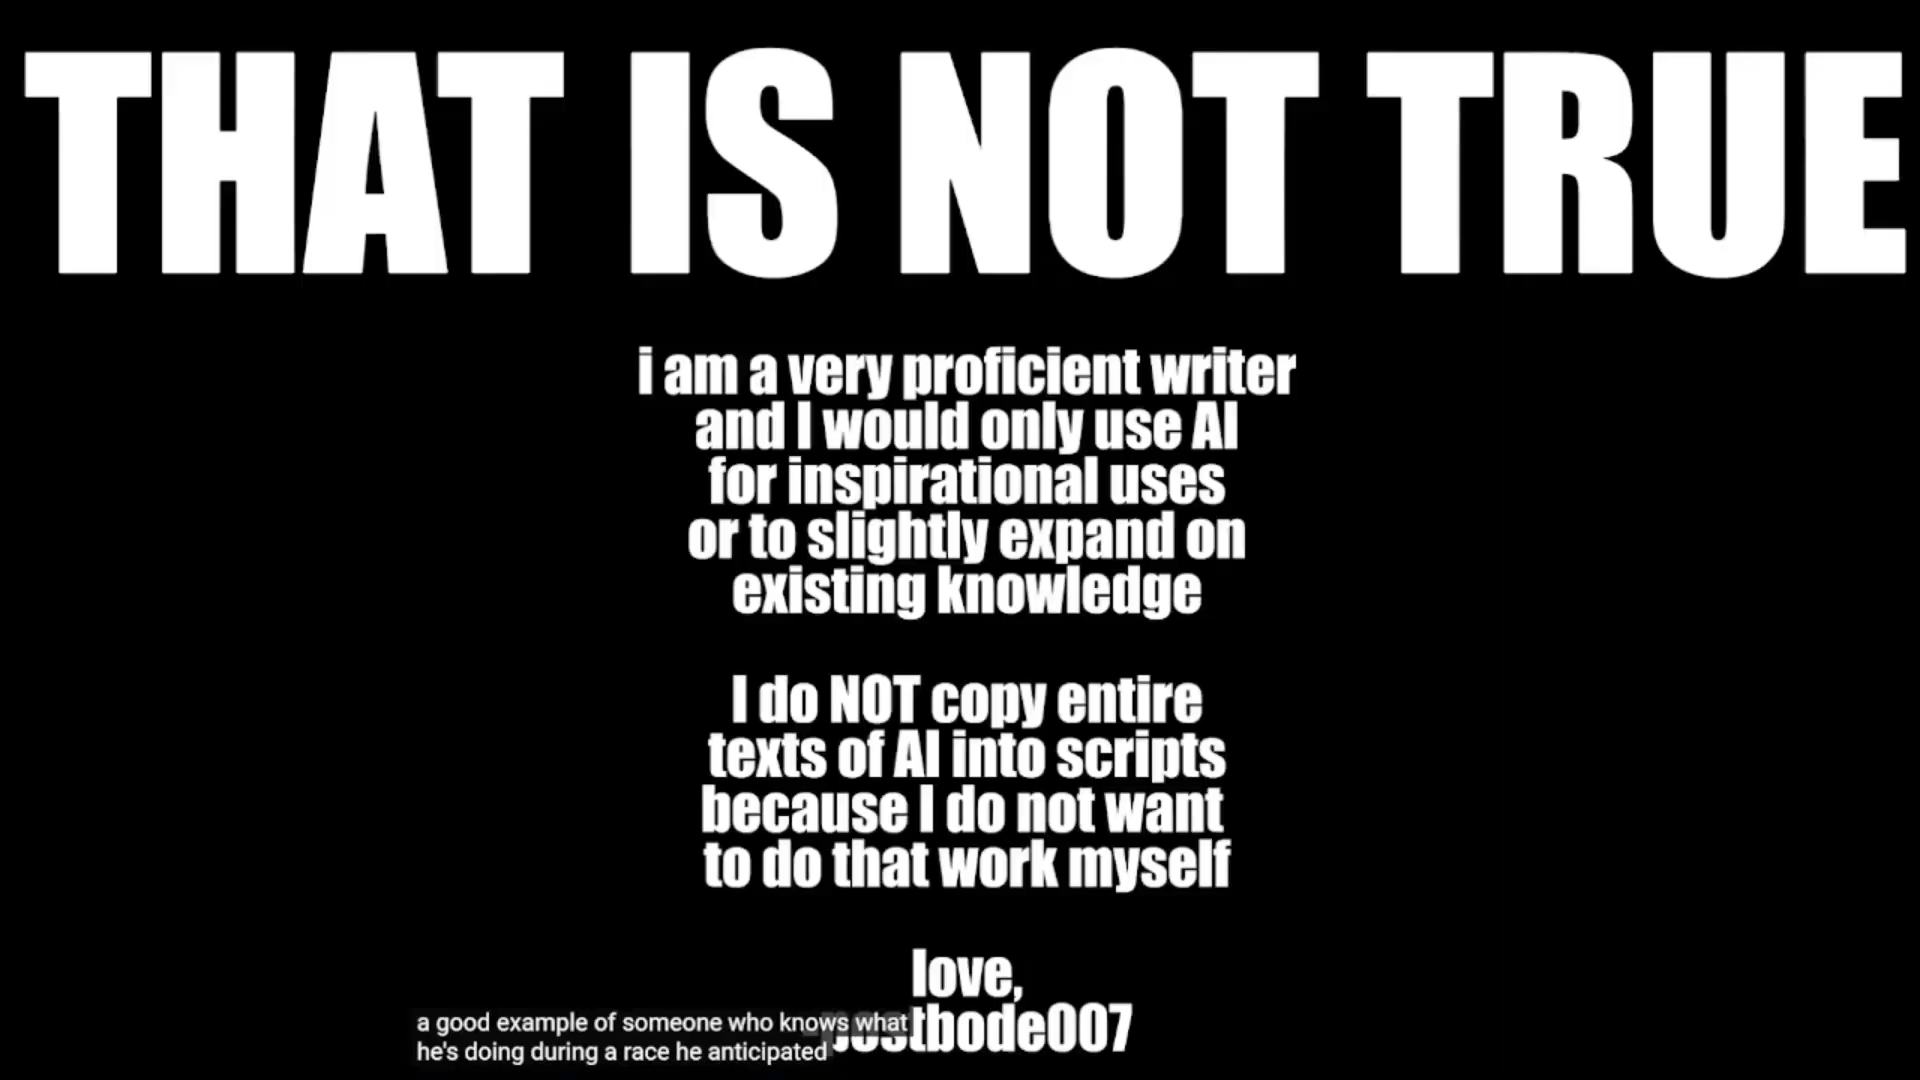 THAT IS NOT TRUE
i am a very proficient writer
and I would only use AI
for inspirational uses
or to slightly expand on
existing knowledge
I do NOT copy entire
texts of AI into scripts
because I do not want
to do that work myself
love,
-postbode007
a good example of someone who knows what
he's doing during a race he anticipated